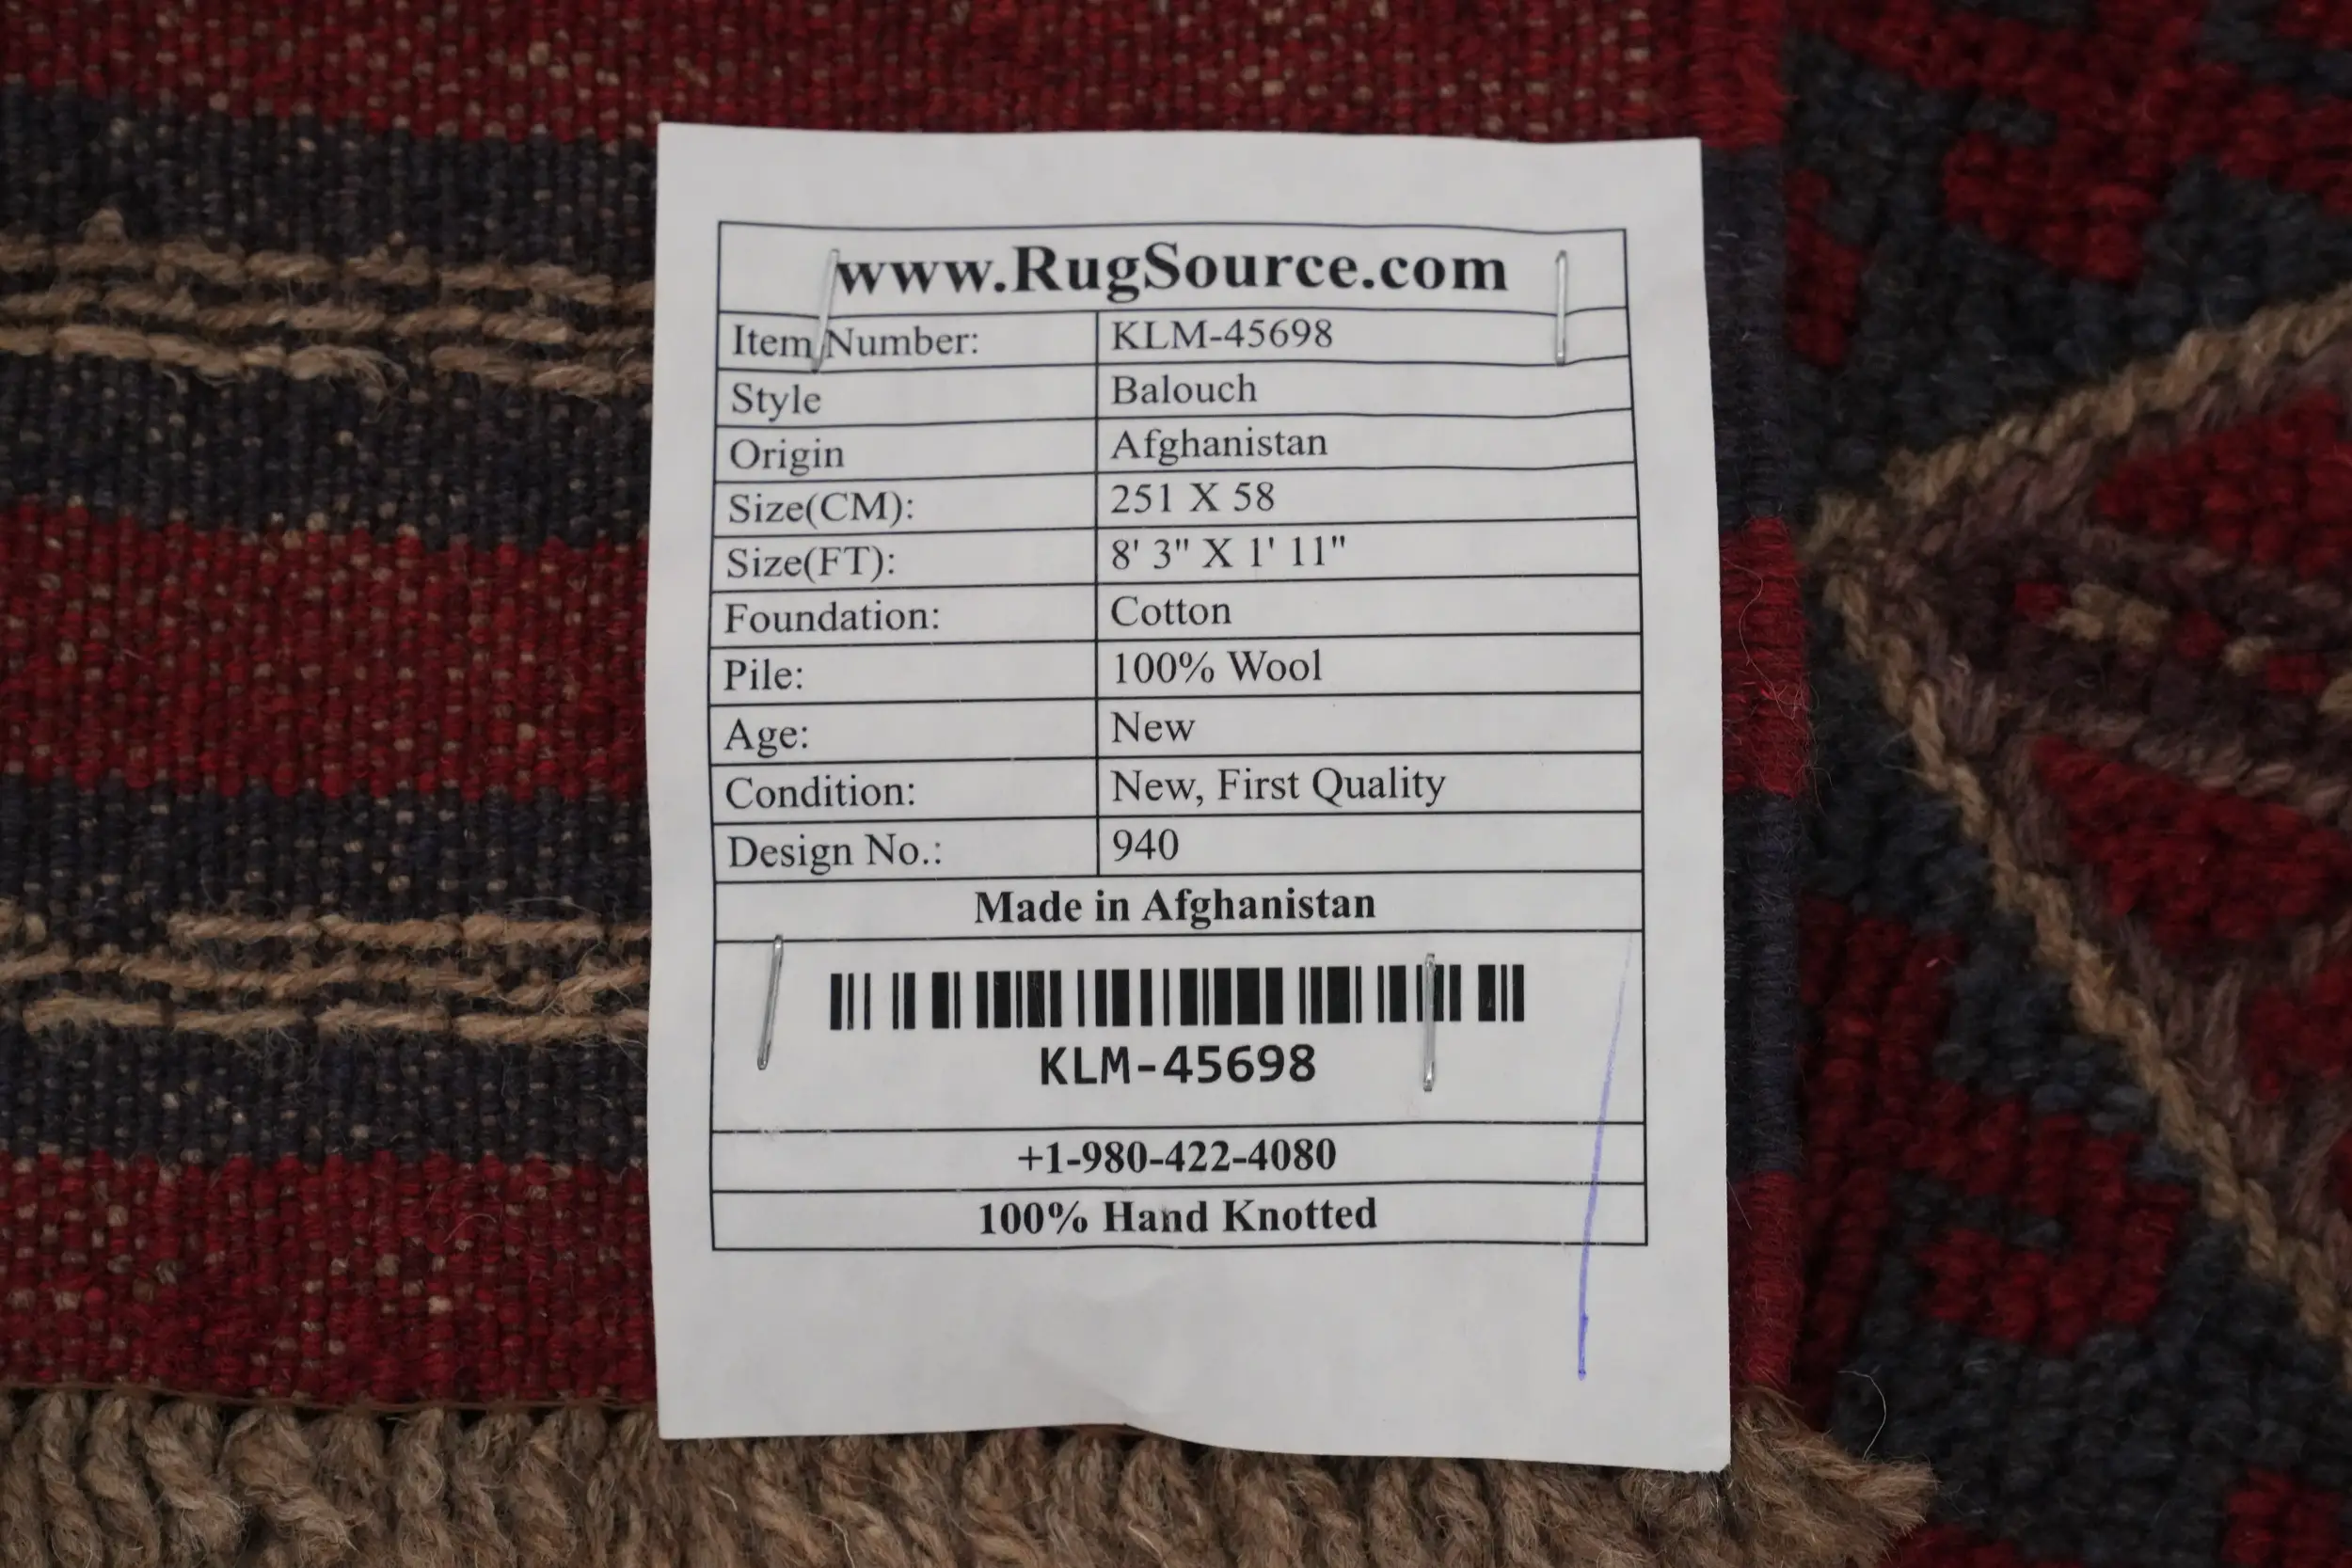 www.RugSource.com
Item Number: KLM-45698
Style Balouch
Origin Afghanistan
Size(CM): 251 X 58
Size(FT): 8' 3" X 1' 11"
Foundation: Cotton
Pile: 100% Wool
Age: New
Condition: New, First Quality
Design No.: 940
Made in Afghanistan
KLM-45698
+1-980-422-4080
100% Hand Knotted